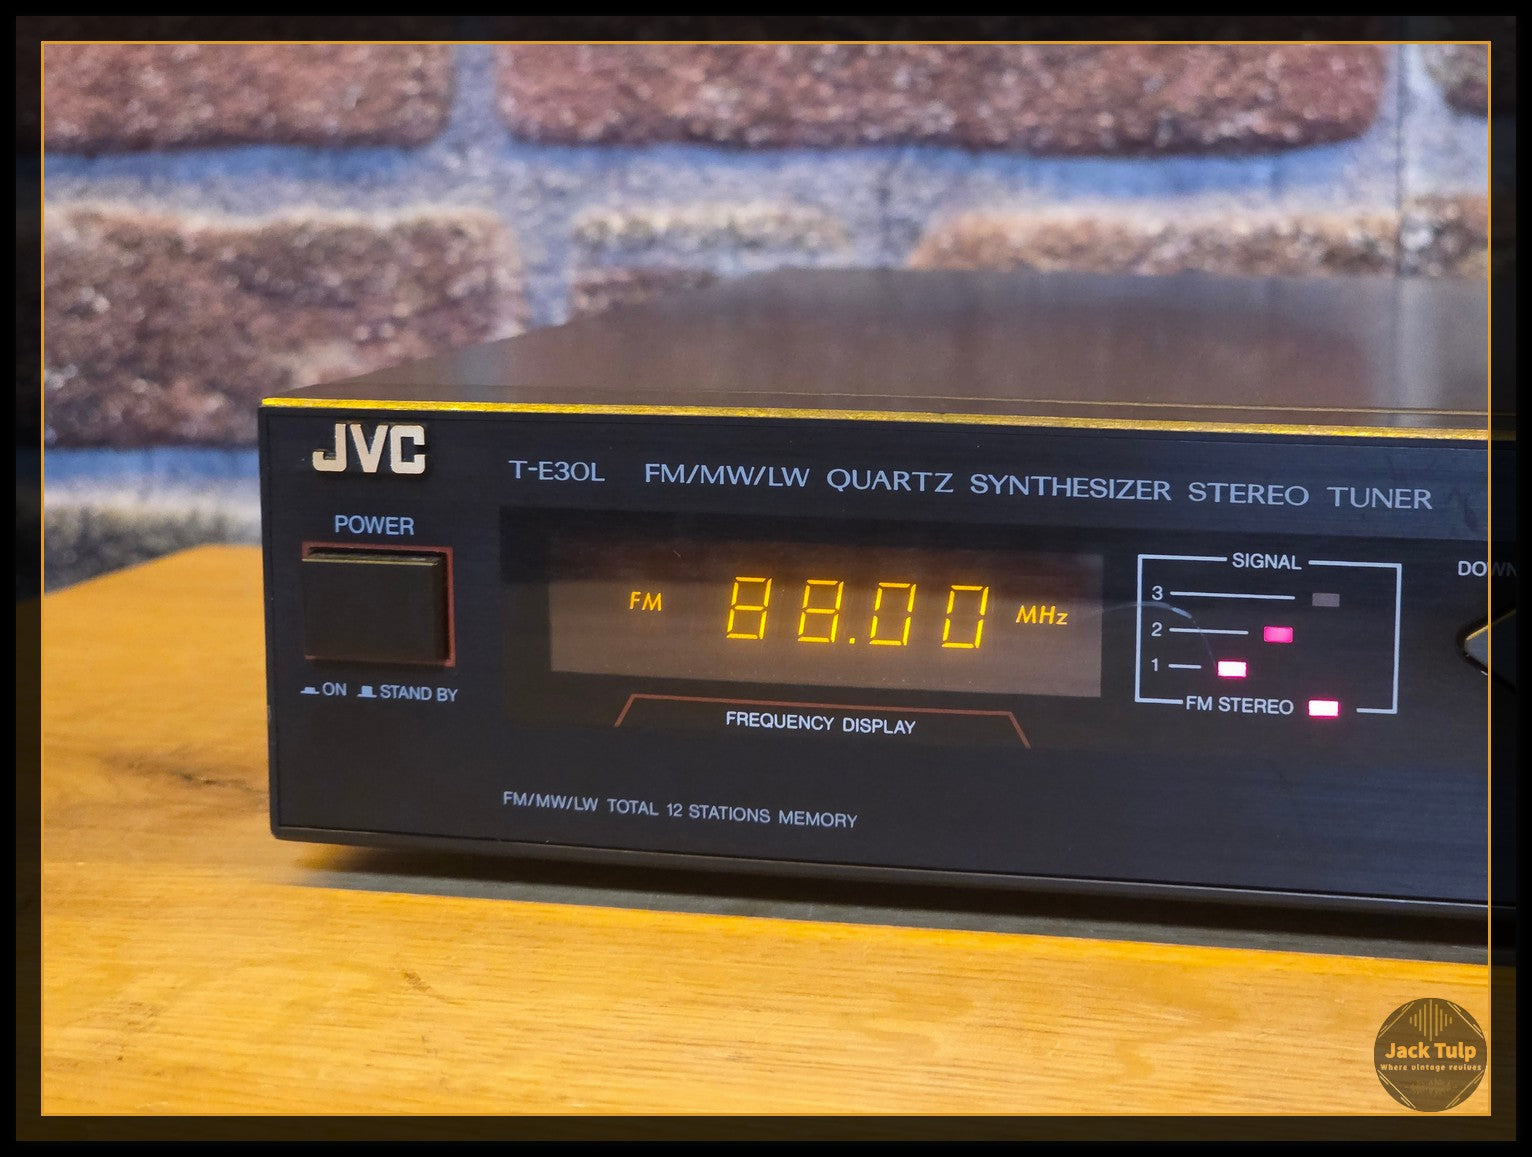 JVC
T-E30L FM/MW/LW QUARTZ SYNTHESIZER STEREO TUNER
POWER
ON STAND BY
FM 88.00 MHz
FREQUENCY DISPLAY
SIGNAL
3
2
1
FM STEREO
DOWN
FM/MW/LW TOTAL 12 STATIONS MEMORY
Jack Tulp
Where vintage revives